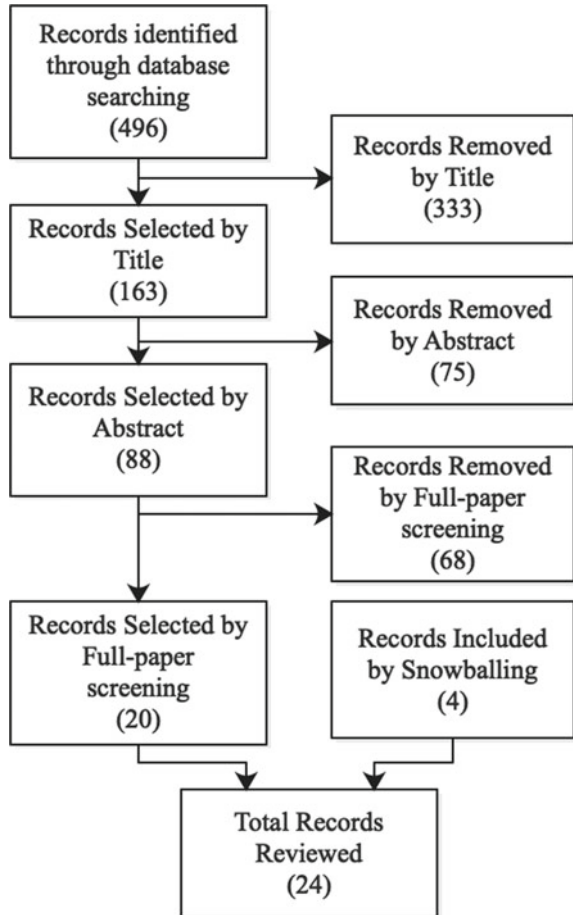 Records identified
through database
searching
(496)
Records Removed
by Title
(333)
Records Selected by
Title
(163)
Records Removed
by Abstract
(75)
Records Selected by
Abstract
(88)
Records Removed
by Full-paper
screening
(68)
Records Selected by
Full-paper
screening
(20)
Records Included
by Snowballing
(4)
Total Records
Reviewed
(24)